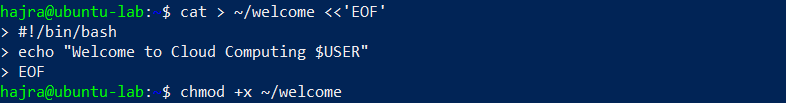 hajra@ubuntu-lab: $ cat > ~/welcome <<'EOF'
> #!/bin/bash
> echo "Welcome to Cloud Computing $USER"
> EOF
hajra@ubuntu-lab: $ chmod +x ~/welcome